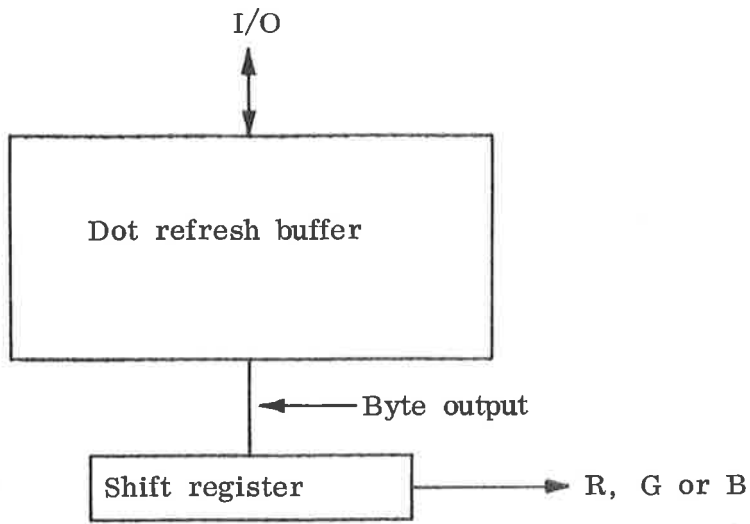 I/O
Dot refresh buffer
Byte output
Shift register
R, G or B